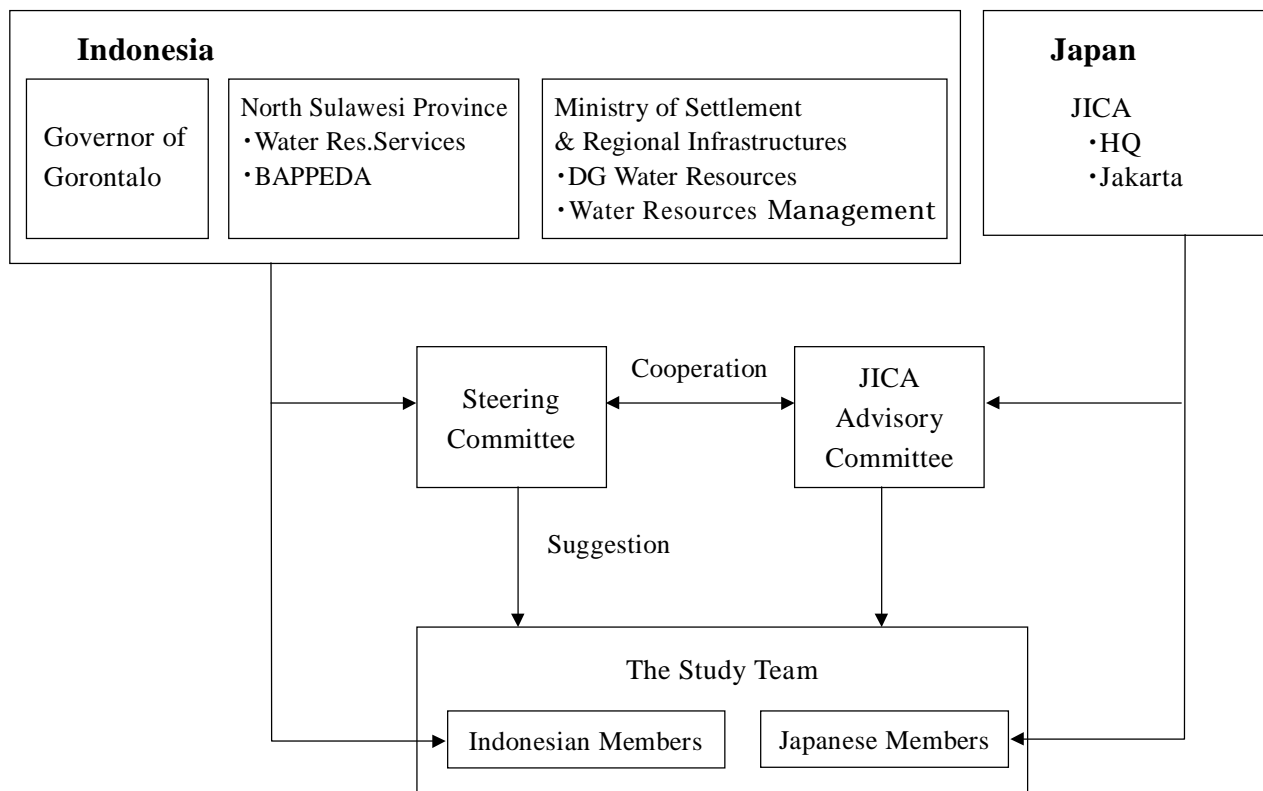 Indonesia
Governor of
Gorontalo
North Sulawesi Province
・Water Res.Services
・BAPPEDA
Ministry of Settlement
& Regional Infrastructures
・DG Water Resources
・Water Resources Management
Japan
JICA
・HQ
・Jakarta
Steering
Committee
Cooperation
JICA
Advisory
Committee
Suggestion
The Study Team
Indonesian Members
Japanese Members